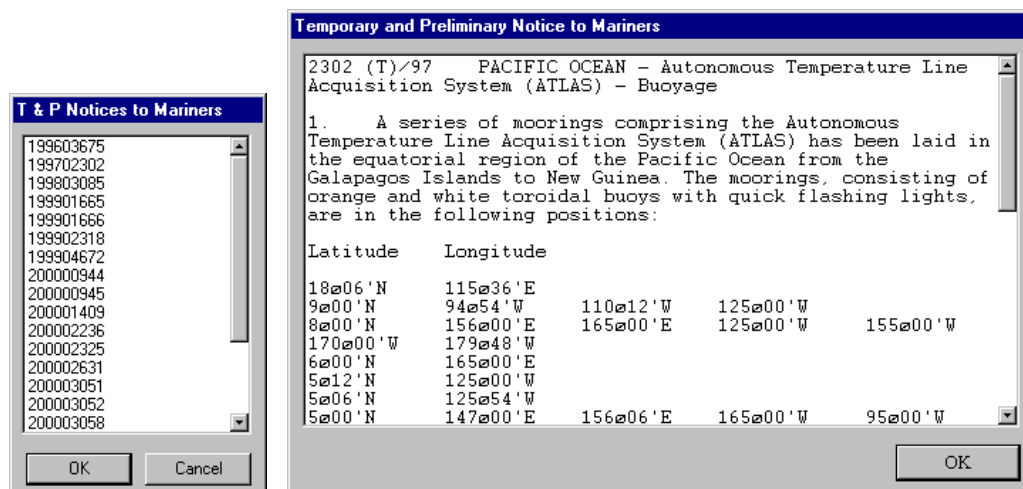 T & P Notices to Mariners
199603675
199702302
199803085
199901665
199901666
199902318
199904672
200000944
200000945
200001409
200002236
200002325
200002631
200003051
200003052
200003058
OK Cancel
Temporary and Preliminary Notice to Mariners
2302 (T)/97 PACIFIC OCEAN - Autonomous Temperature Line
Acquisition System (ATLAS) - Buoyage
1. A series of moorings comprising the Autonomous
Temperature Line Acquisition System (ATLAS) has been laid in
the equatorial region of the Pacific Ocean from the
Galapagos Islands to New Guinea. The moorings, consisting of
orange and white toroidal buoys with quick flashing lights,
are in the following positions:
Latitude Longitude
18ø06'N 115ø36'E
9ø00'N 94ø54'W 110ø12'W 125ø00'W
8ø00'N 156ø00'E 165ø00'E 125ø00'W 155ø00'W
170ø00'W 179ø48'W
6ø00'N 165ø00'E
5ø12'N 125ø00'W
5ø06'N 125ø54'W
5ø00'N 147ø00'E 156ø06'E 165ø00'W 95ø00'W
OK